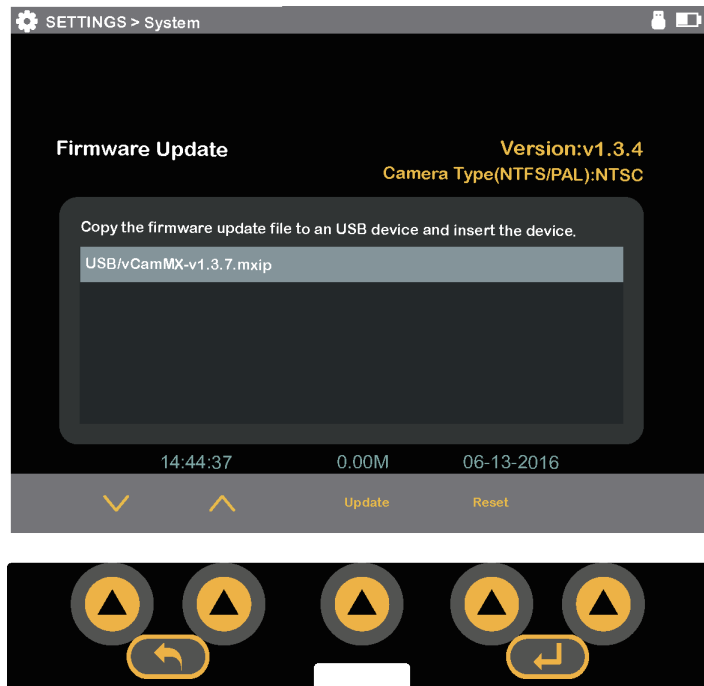 SETTINGS > System
Firmware Update
Version:v1.3.4
Camera Type(NTFS/PAL):NTSC
Copy the firmware update file to an USB device and insert the device.
USB/vCamMX-v1.3.7.mxip
14:44:37 0.00M 06-13-2016
Update Reset